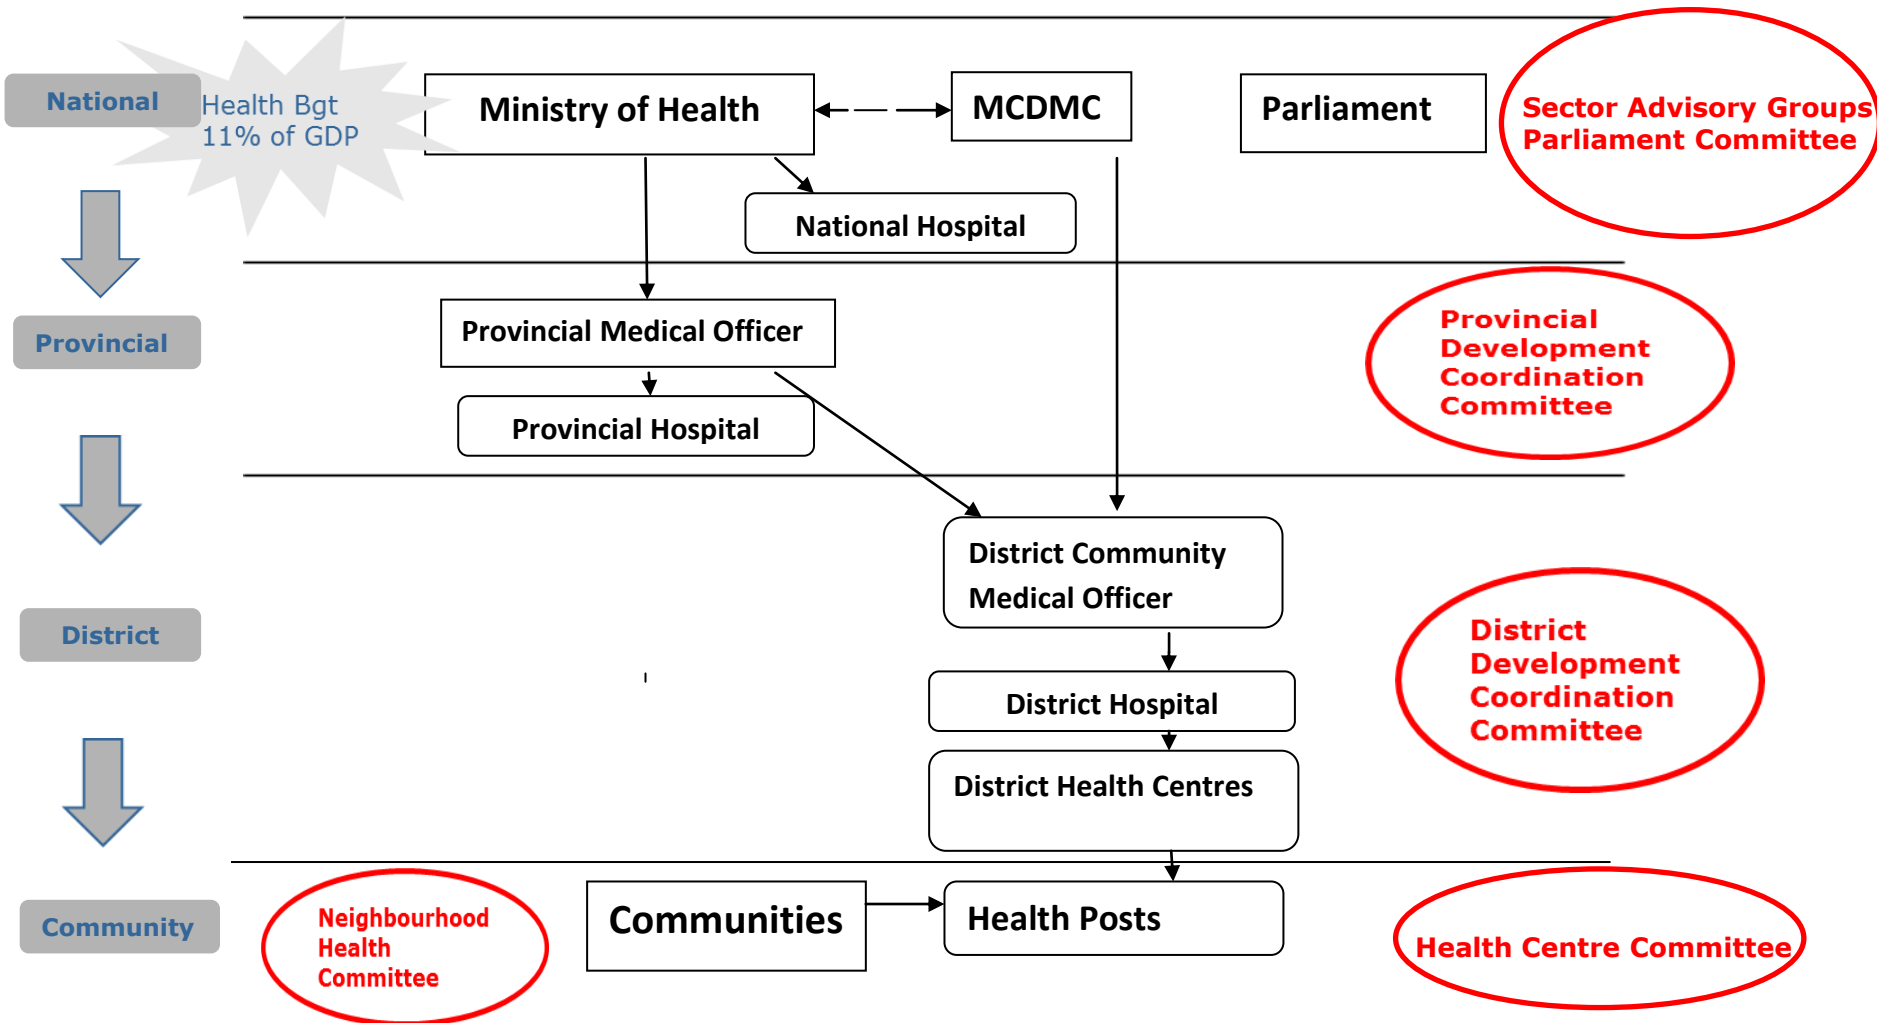 National
Health Bgt
11% of GDP
Ministry of Health
MCDMC
Parliament
Sector Advisory Groups
Parliament Committee
National Hospital
Provincial
Provincial Medical Officer
Provincial Hospital
Provincial
Development
Coordination
Committee
District
District Community
Medical Officer
District Hospital
District Health Centres
District
Development
Coordination
Committee
Community
Neighbourhood
Health
Committee
Communities
Health Posts
Health Centre Committee